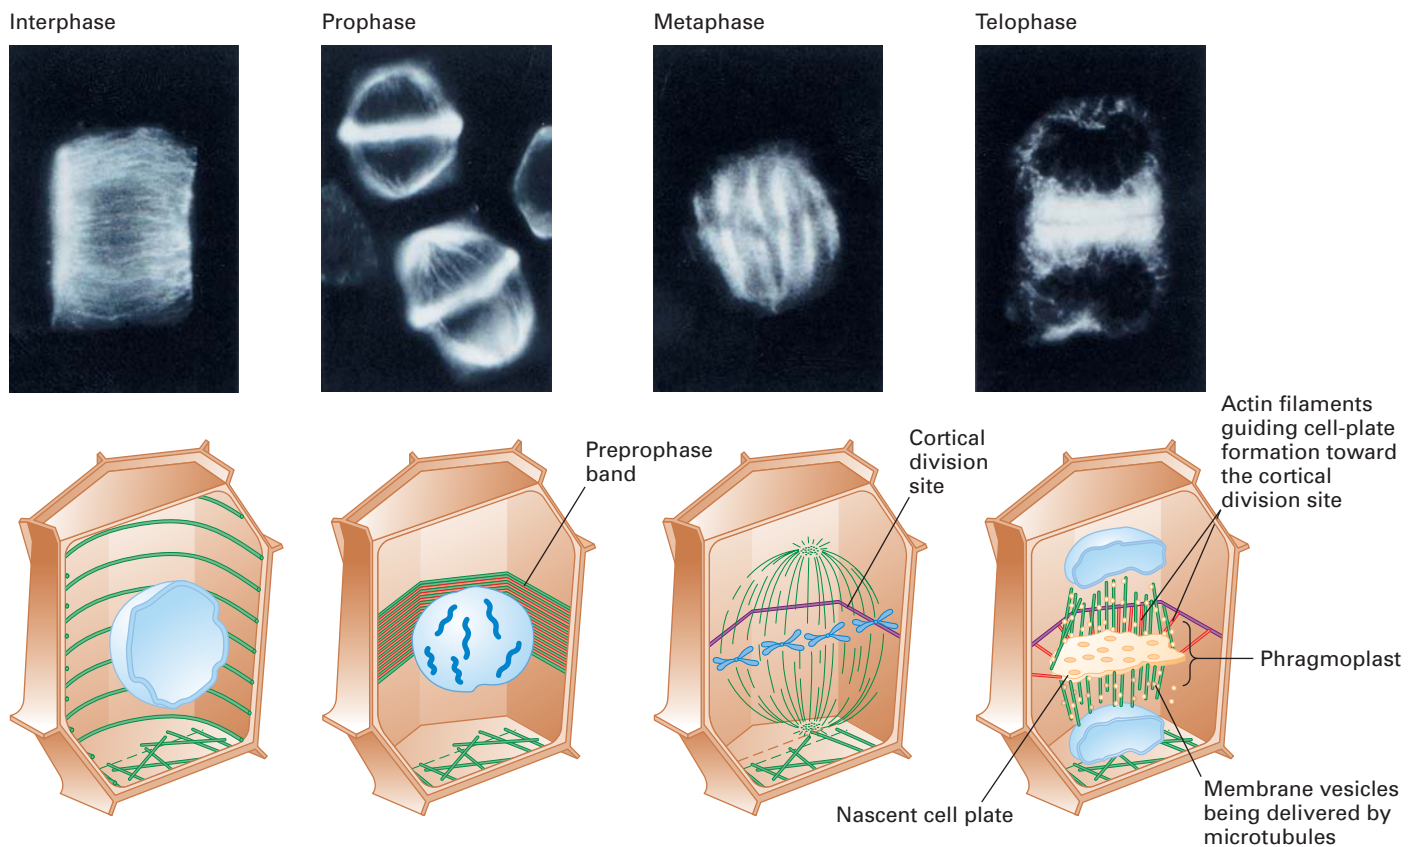 Interphase
Prophase
Metaphase
Telophase
Preprophase
band
Cortical
division
site
Actin filaments
guiding cell-plate
formation toward
the cortical
division site
Phragmoplast
Nascent cell plate
Membrane vesicles
being delivered by
microtubules